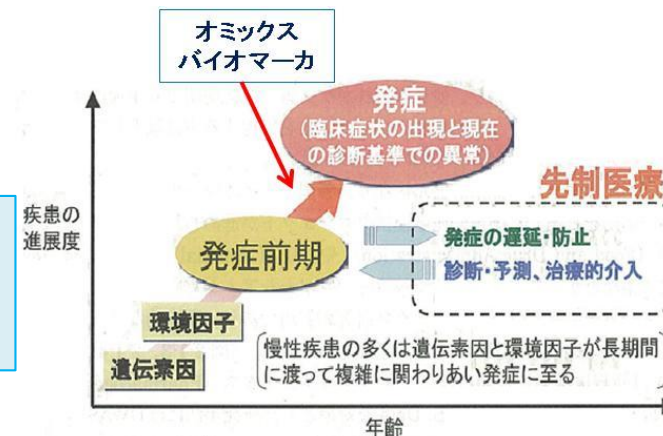 オミックス
バイオマーカ
発症
(臨床症状の出現と現在
の診断基準での異常)
先制医療
疾患の
進展度
発症前期
発症の遅延・防止
診断・予測、治療的介入
環境因子
遺伝素因
慢性疾患の多くは遺伝素因と環境因子が長期間
に渡って複雑に関わりあい発症に至る
年齢